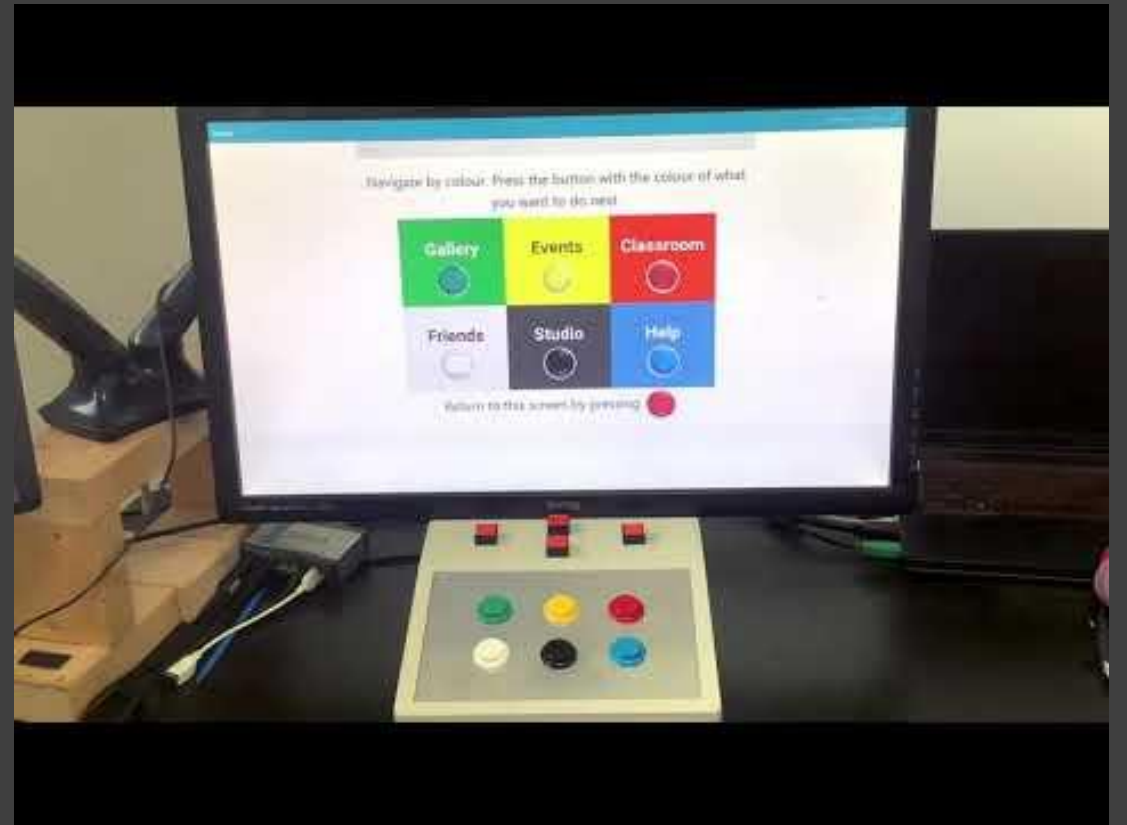 Navigate by colour. Press the button with the colour of what
you want to do next
Gallery
Events
Classroom
Friends
Studio
Help
Return to this screen by pressing